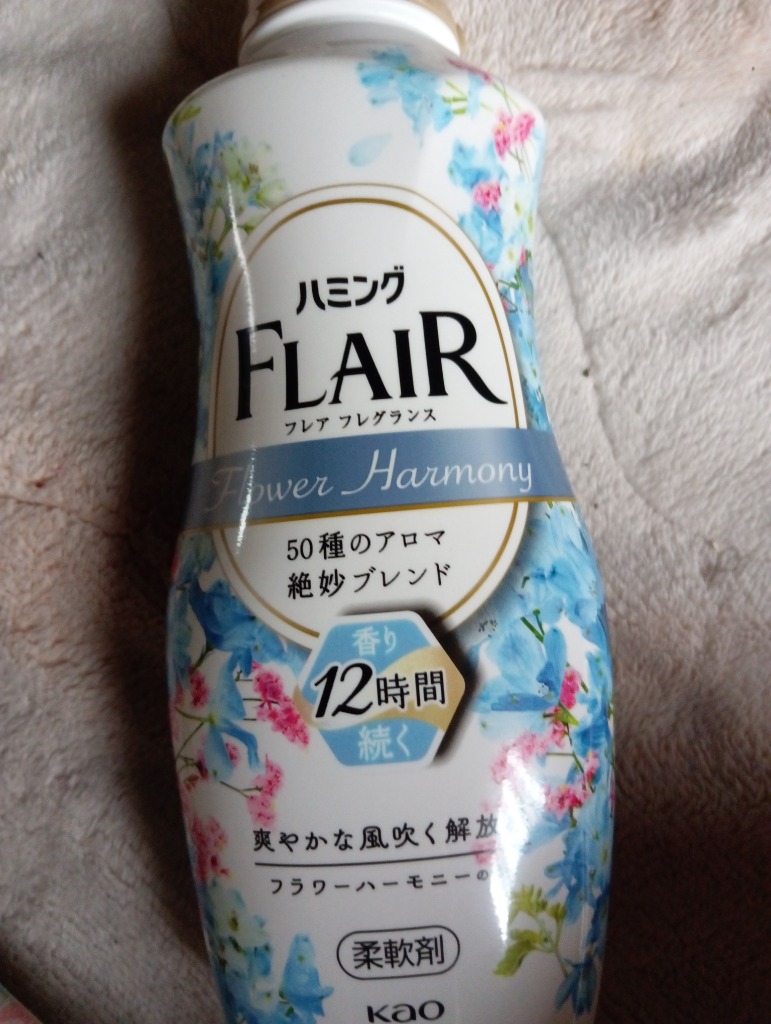 ハミング
FLAIR
フレア フレグランス
Flower Harmony
50種のアロマ
絶妙ブレンド
香り
12時間
続く
爽やかな風吹く解放
フラワーハーモニーの
柔軟剤
Kao